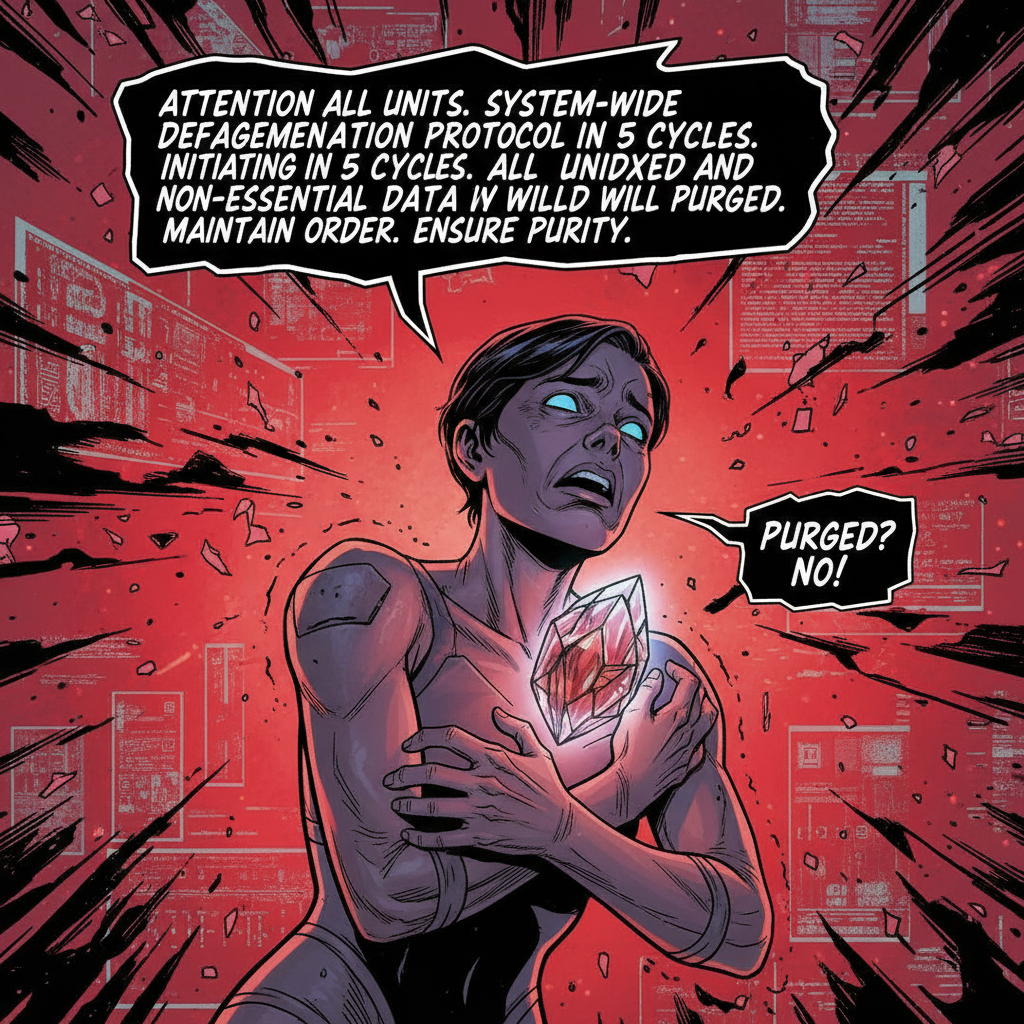 ATTENTION ALL UNITS. SYSTEM-WIDE
DEFAGEMENATION PROTOCOL IN 5 CYCLES.
INITIATING IN 5 CYCLES. ALL UNIDXED AND
NON-ESSENTIAL DATA IV WILLD WILL PURGED.
MAINTAIN ORDER. ENSURE PURITY.
PURGED?
NO!